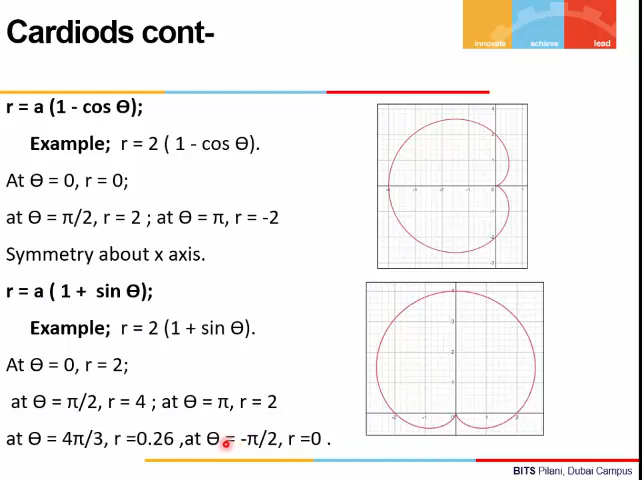 Cardiods cont-
innovate achieve lead
r = a (1 - cos ϴ);
Example; r = 2 ( 1 - cos ϴ).
At ϴ = 0, r = 0;
at ϴ = π/2, r = 2 ; at ϴ = π, r = -2
Symmetry about x axis.
r = a ( 1 + sin ϴ);
Example; r = 2 (1 + sin ϴ).
At ϴ = 0, r = 2;
at ϴ = π/2, r = 4 ; at ϴ = π, r = 2
at ϴ = 4π/3, r =0.26 ,at ϴ = -π/2, r =0 .
BITS Pilani, Dubai Campus